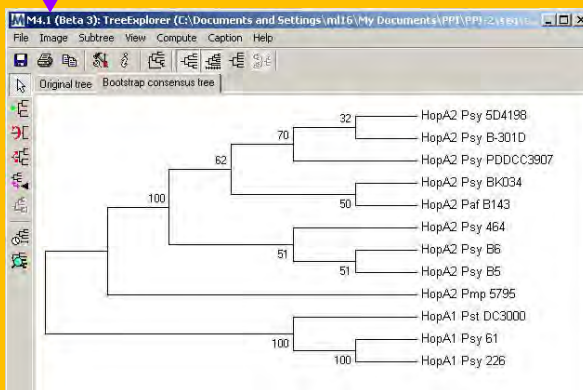 M4.1 (Beta 3): TreeExplorer (C:\Documents and Settings\ml16\My Documents\PPI\
File Image Subtree View Compute Caption Help
Original tree Bootstrap consensus tree
32 HopA2 Psy 5D4198
70 HopA2 Psy B-301D
62 HopA2 Psy PDDCC3907
HopA2 Psy BK034
100 50 HopA2 Paf B143
HopA2 Psy 464
51 HopA2 Psy B6
51 HopA2 Psy B5
HopA2 Pmp 5795
HopA1 Pst DC3000
100 HopA1 Psy 61
100 HopA1 Psy 226